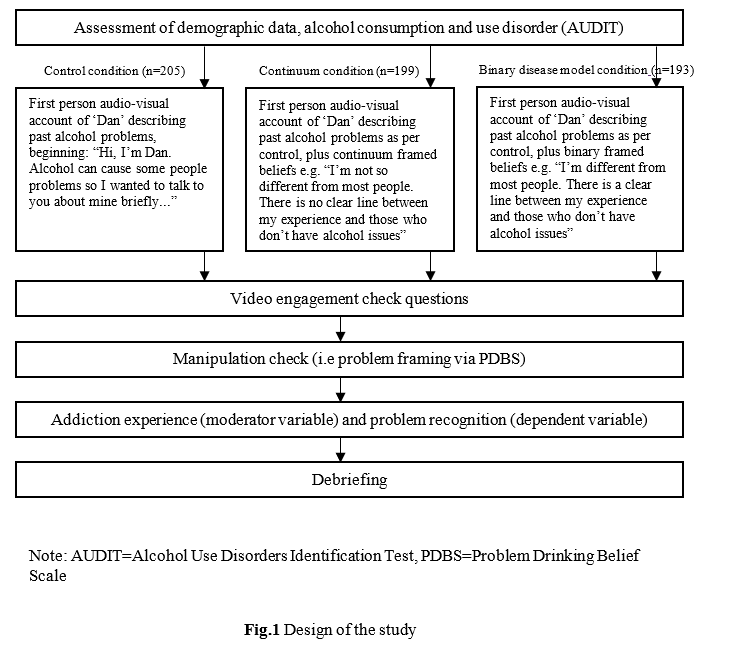 Assessment of demographic data, alcohol consumption and use disorder (AUDIT)
Control condition (n=205)
First person audio-visual
account of ‘Dan’ describing
past alcohol problems,
beginning: “Hi, I’m Dan.
Alcohol can cause some people
problems so I wanted to talk to
you about mine briefly…”
Continuum condition (n=199)
First person audio-visual
account of ‘Dan’ describing
past alcohol problems as per
control, plus continuum framed
beliefs e.g. “I’m not so
different from most people.
There is no clear line between
my experience and those who
don’t have alcohol issues”
Binary disease model condition (n=193)
First person audio-visual
account of ‘Dan’ describing
past alcohol problems as per
control, plus binary framed
beliefs e.g. “I’m different from
most people. There is a clear
line between my experience
and those who don’t have
alcohol issues”
Video engagement check questions
Manipulation check (i.e problem framing via PDBS)
Addiction experience (moderator variable) and problem recognition (dependent variable)
Debriefing
Note: AUDIT=Alcohol Use Disorders Identification Test, PDBS=Problem Drinking Belief
Scale
Fig.1 Design of the study